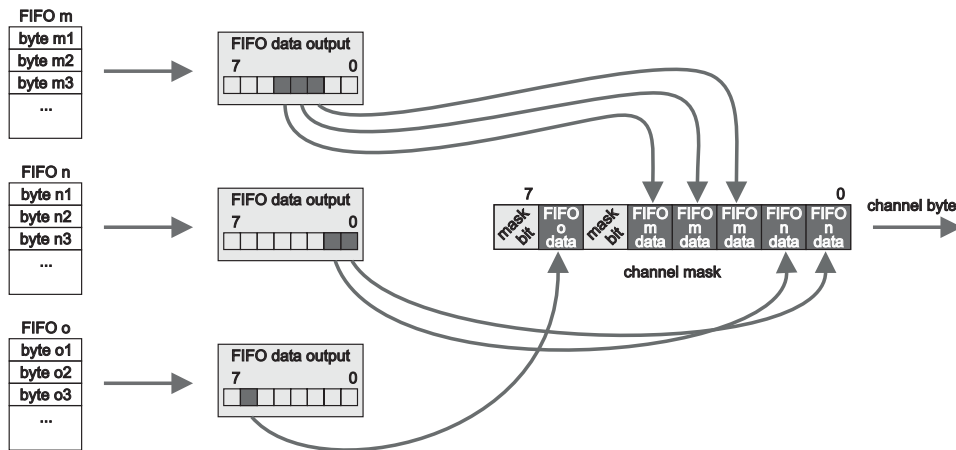 FIFO m
byte m1
byte m2
byte m3
...
FIFO data output
7 0
FIFO n
byte n1
byte n2
byte n3
...
FIFO data output
7 0
7 0
mask bit
FIFO o data
mask bit
FIFO m data
FIFO m data
FIFO m data
FIFO n data
FIFO n data
channel byte
channel mask
FIFO o
byte o1
byte o2
byte o3
...
FIFO data output
7 0